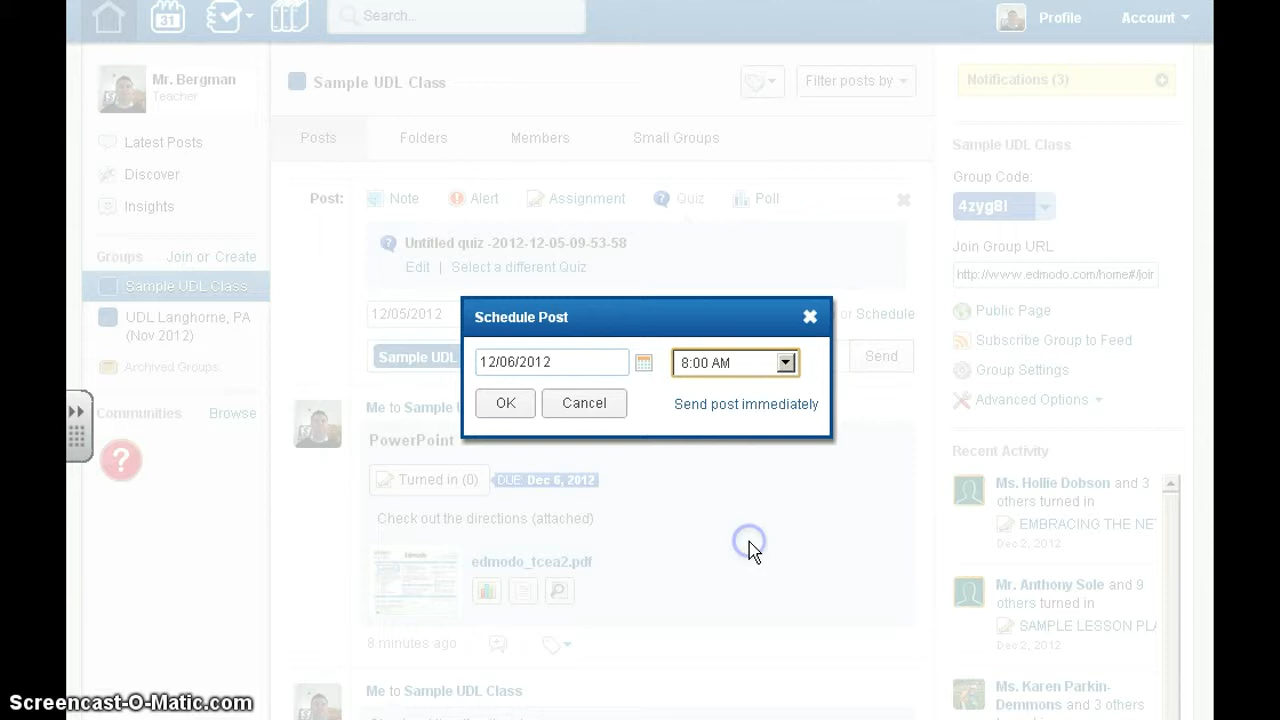 31
Search...
Profile
Account
Mr. Bergman
Teacher
Latest Posts
Discover
Insights
Groups
Join or Create
Sample UDL Class
UDL Langhorne, PA
(Nov 2012)
Archived Groups
Communities
Browse
?
Sample UDL Class
Filter posts by
Posts
Folders
Members
Small Groups
Post:
Note
Alert
Assignment
Quiz
Poll
Untitled quiz -2012-12-05-09-53-58
Edit | Select a different Quiz
12/05/2012
or Schedule
Sample UDL
Send
Schedule Post
12/06/2012
8:00 AM
OK
Cancel
Send post immediately
Me to Sample U
PowerPoint
Turned in (0)
DUE: Dec 6, 2012
Check out the directions (attached)
edmodo_tcea2.pdf
8 minutes ago
Me to Sample UDL Class
Notifications (3)
Sample UDL Class
Group Code:
4zyg8l
Join Group URL
http://www.edmodo.com/home#/joir
Public Page
Subscribe Group to Feed
Group Settings
Advanced Options
Recent Activity
Ms. Hollie Dobson and 3
others turned in
EMBRACING THE NE
Dec 2, 2012
Mr. Anthony Sole and 9
others turned in
SAMPLE LESSON PLA
Dec 2, 2012
Ms. Karen Parkin-
Demmons and 3 others
Screencast-O-Matic.com